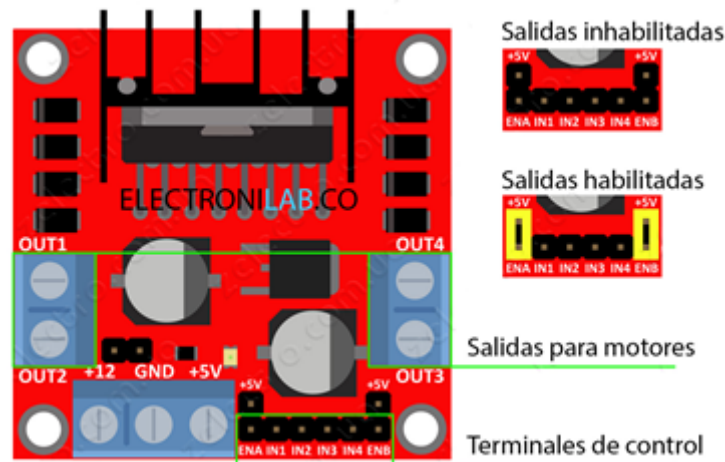 Salidas inhabilitadas
+5V +5V
ENA IN1 IN2 IN3 IN4 ENB
Salidas habilitadas
+5V +5V
ENA IN1 IN2 IN3 IN4 ENB
ELECTRONILAB.CO
OUT1 OUT4
Salidas para motores
OUT2 +12 GND +5V OUT3
+5V +5V
ENA IN1 IN2 IN3 IN4 ENB
Terminales de control